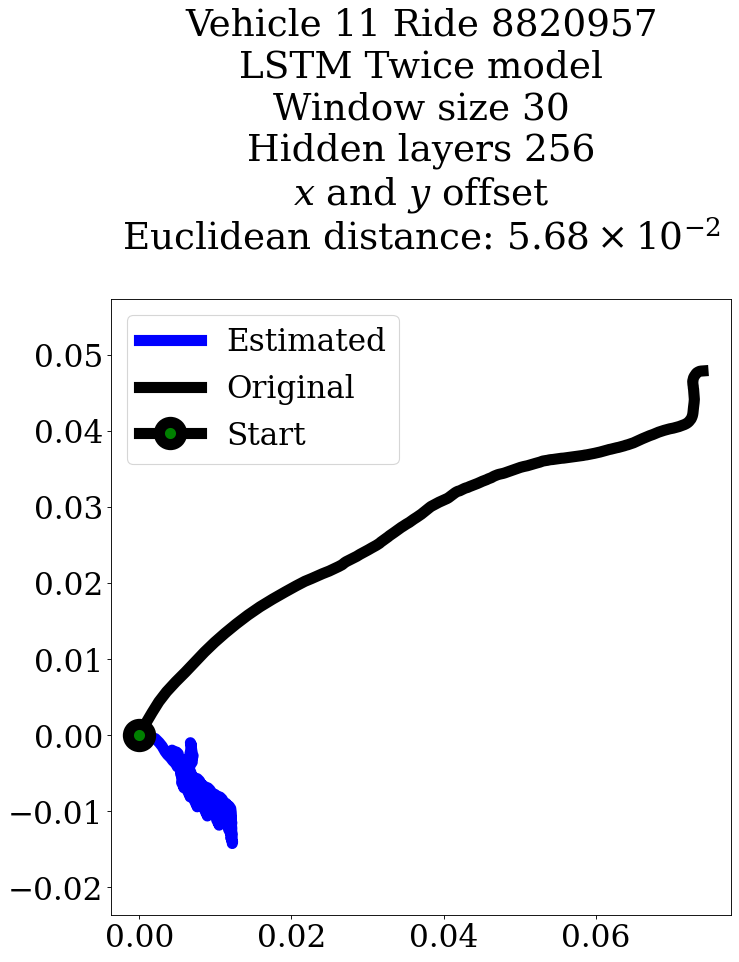 Vehicle 11 Ride 8820957
LSTM Twice model
Window size 30
Hidden layers 256
x and y offset
Euclidean distance: 5.68 × 10⁻²
Estimated
Original
Start
0.05
0.04
0.03
0.02
0.01
0.00
−0.01
−0.02
0.00 0.02 0.04 0.06